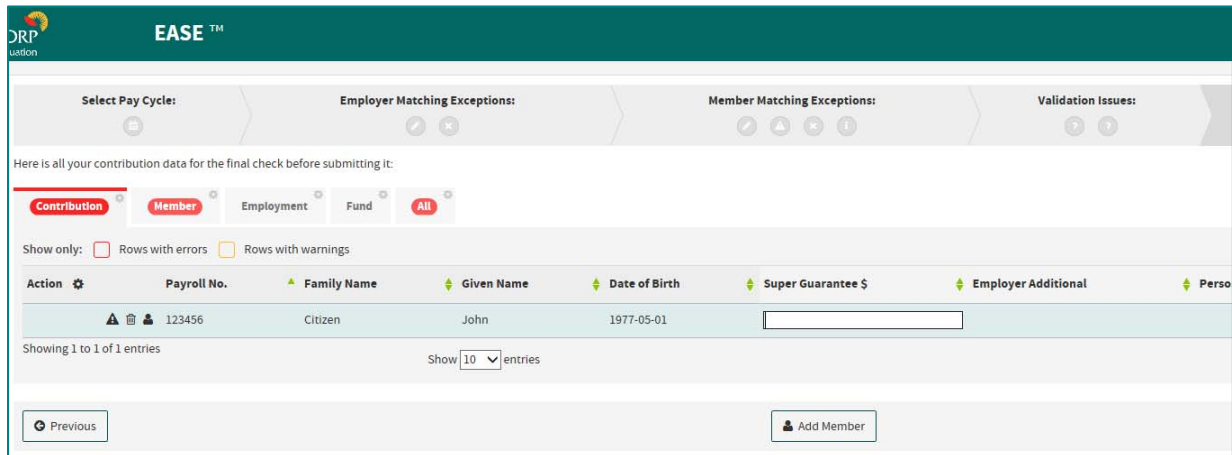 ORP
uation
EASE ™
Select Pay Cycle: Employer Matching Exceptions: Member Matching Exceptions: Validation Issues:
Here is all your contribution data for the final check before submitting it:
Contribution Member Employment Fund All
Show only: Rows with errors Rows with warnings
Action Payroll No. Family Name Given Name Date of Birth Super Guarantee $ Employer Additional Perso
123456 Citizen John 1977-05-01
Showing 1 to 1 of 1 entries
Show 10 entries
Previous Add Member